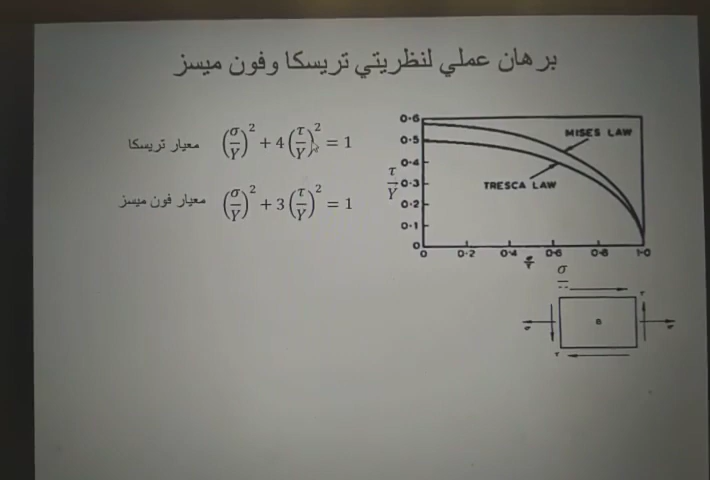 برهان عملي لنظريتي تريسكا وفون ميسز
معيار تريسكا (σ/Y)² + 4(τ/Y)² = 1
معيار فون ميسز (σ/Y)² + 3(τ/Y)² = 1
0·6
0·5
0·4
0·3
0·2
0·1
0
τ/Y
MISES LAW
TRESCA LAW
0 0·2 0·4 0·6 0·8 1·0
σ/Y
σ
τ
σ B σ
τ